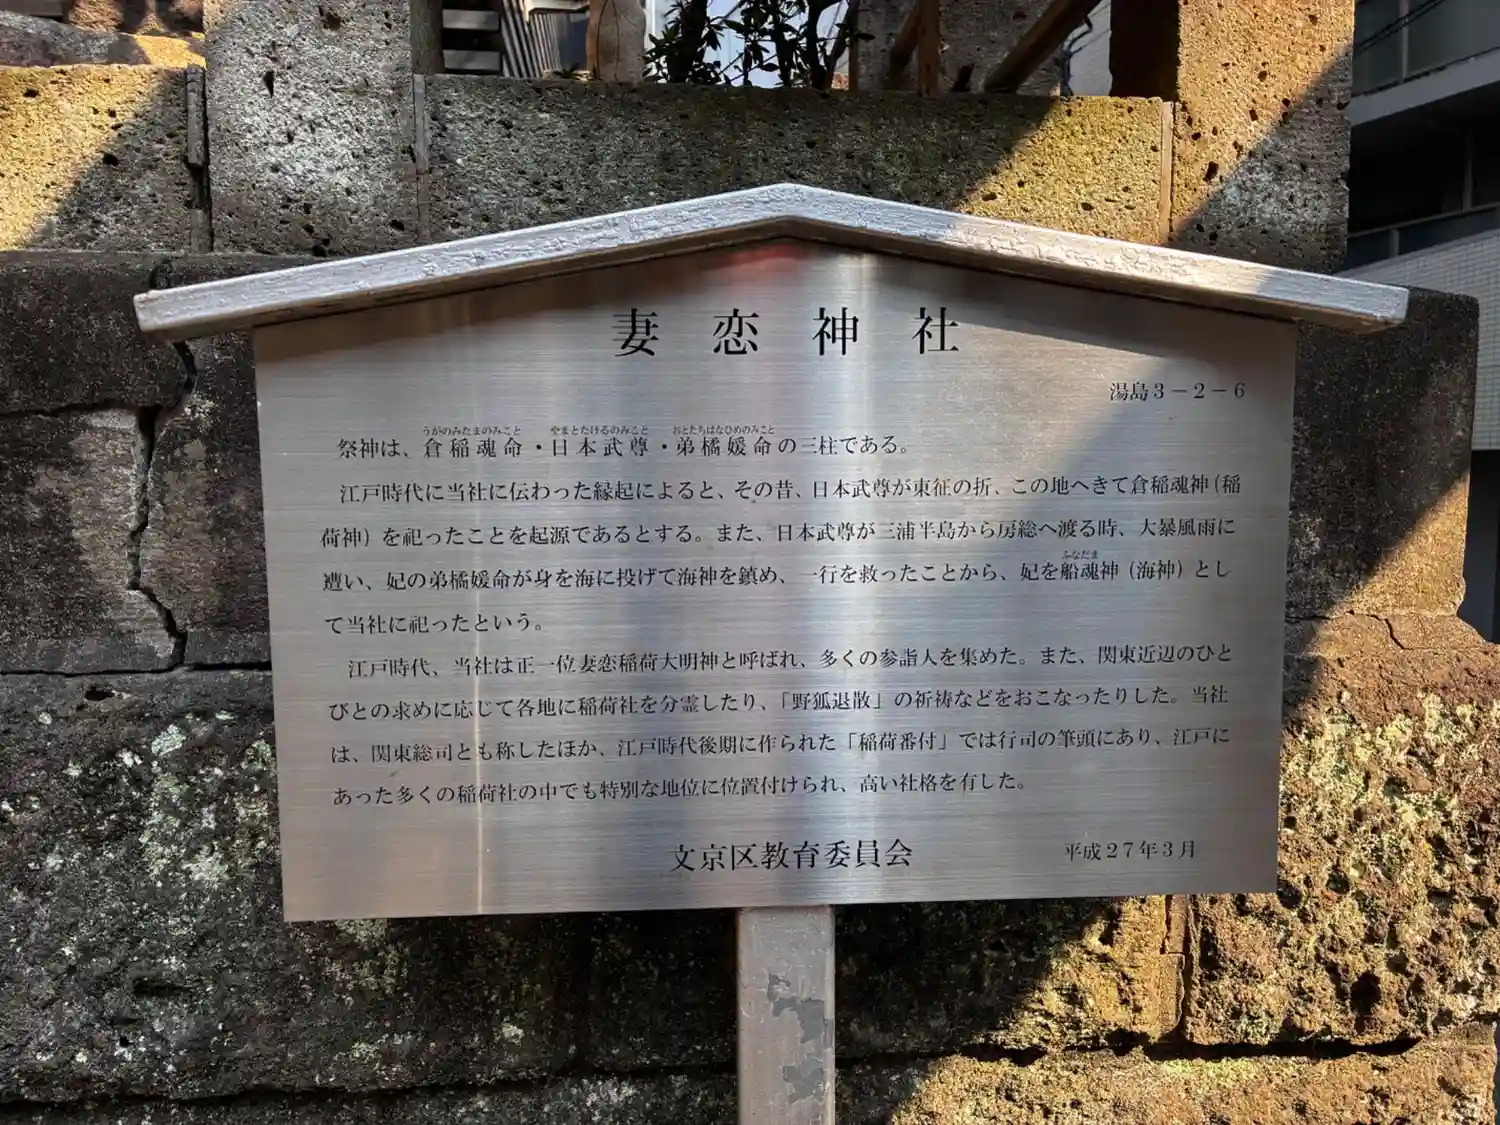 妻恋神社
湯島3－2－6
うがのみたまのみこと やまとたけるのみこと おとたちばなひめのみこと
祭神は、倉稲魂命・日本武尊・弟橘媛命の三柱である。
江戸時代に当社に伝わった縁起によると、その昔、日本武尊が東征の折、この地へきて倉稲魂神（稲
荷神）を祀ったことを起源であるとする。また、日本武尊が三浦半島から房総へ渡る時、大暴風雨に
ふなだま
遭い、妃の弟橘媛命が身を海に投げて海神を鎮め、一行を救ったことから、妃を船魂神（海神）とし
て当社に祀ったという。
江戸時代、当社は正一位妻恋稲荷大明神と呼ばれ、多くの参詣人を集めた。また、関東近辺のひと
びとの求めに応じて各地に稲荷社を分霊したり、「野狐退散」の祈祷などをおこなったりした。当社
は、関東総司とも称したほか、江戸時代後期に作られた「稲荷番付」では行司の筆頭にあり、江戸に
あった多くの稲荷社の中でも特別な地位に位置付けられ、高い社格を有した。
文京区教育委員会 平成27年3月